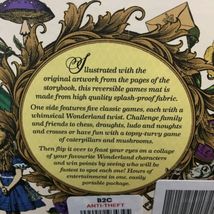 Illustrated with the
original artwork from the pages of the
storybook, this reversible games mat is
made from high quality splash-proof fabric.
One side features five classic games, each with a
whimsical Wonderland twist. Challenge family
and friends to chess, draughts, ludo and noughts
and crosses or have fun with a topsy-turvy game
of caterpillars and mushrooms.
Then flip it over to feast your eyes on a collage
of your favourite Wonderland characters
and win points by seeing who will be
fastest to spot each one! Hours of
entertainment in one, easily
portable package.
B2C
ANTI-THEFT